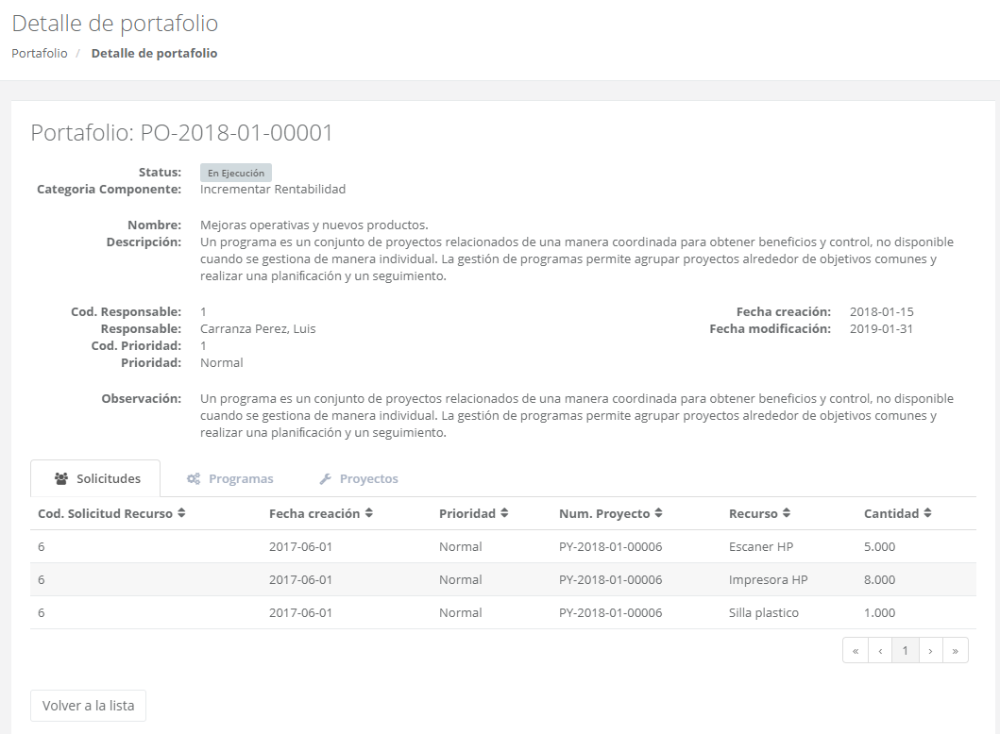 Detalle de portafolio
Portafolio / Detalle de portafolio
Portafolio: PO-2018-01-00001
Status: En Ejecución
Categoria Componente: Incrementar Rentabilidad
Nombre: Mejoras operativas y nuevos productos.
Descripción: Un programa es un conjunto de proyectos relacionados de una manera coordinada para obtener beneficios y control, no disponible
cuando se gestiona de manera individual. La gestión de programas permite agrupar proyectos alrededor de objetivos comunes y
realizar una planificación y un seguimiento.
Cod. Responsable: 1 Fecha creación: 2018-01-15
Responsable: Carranza Perez, Luis Fecha modificación: 2019-01-31
Cod. Prioridad: 1
Prioridad: Normal
Observación: Un programa es un conjunto de proyectos relacionados de una manera coordinada para obtener beneficios y control, no disponible
cuando se gestiona de manera individual. La gestión de programas permite agrupar proyectos alrededor de objetivos comunes y
realizar una planificación y un seguimiento.
Solicitudes Programas Proyectos
Cod. Solicitud Recurso Fecha creación Prioridad Num. Proyecto Recurso Cantidad
6 2017-06-01 Normal PY-2018-01-00006 Escaner HP 5.000
6 2017-06-01 Normal PY-2018-01-00006 Impresora HP 8.000
6 2017-06-01 Normal PY-2018-01-00006 Silla plastico 1.000
« ‹ 1 › »
Volver a la lista